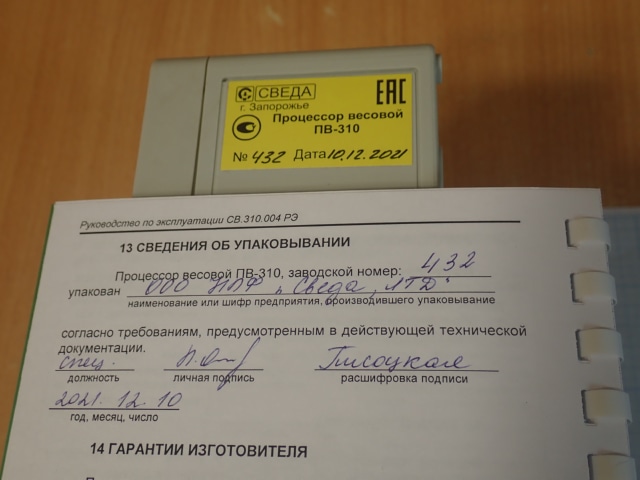 СВЕДА EAC
г. Запорожье
Процессор весовой
ПВ-310
№ 432 Дата 10.12.2021
Руководство по эксплуатации СВ.310.004 РЭ
13 СВЕДЕНИЯ ОБ УПАКОВЫВАНИИ
Процессор весовой ПВ-310, заводской номер: 432
упакован ООО НПФ „Сведа, ЛТД"
наименование или шифр предприятия, производившего упаковывание
согласно требованиям, предусмотренным в действующей технической
документации.
спец. Писоцкая
должность личная подпись расшифровка подписи
2021. 12. 10
год, месяц, число
14 ГАРАНТИИ ИЗГОТОВИТЕЛЯ